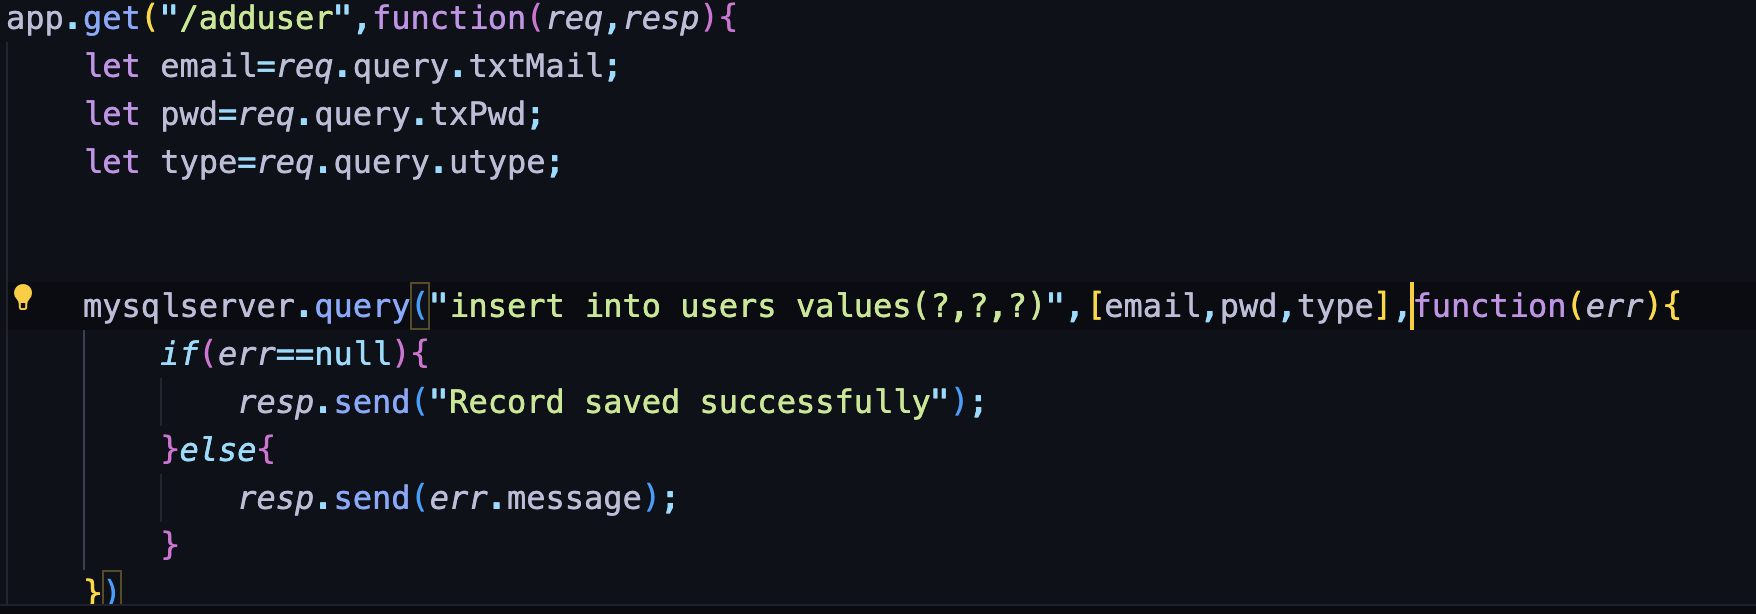 app.get("/adduser",function(req,resp){
    let email=req.query.txtMail;
    let pwd=req.query.txPwd;
    let type=req.query.utype;
    mysqlserver.query("insert into users values(?,?,?)",[email,pwd,type],function(err){
        if(err==null){
            resp.send("Record saved successfully");
        }else{
            resp.send(err.message);
        }
    })